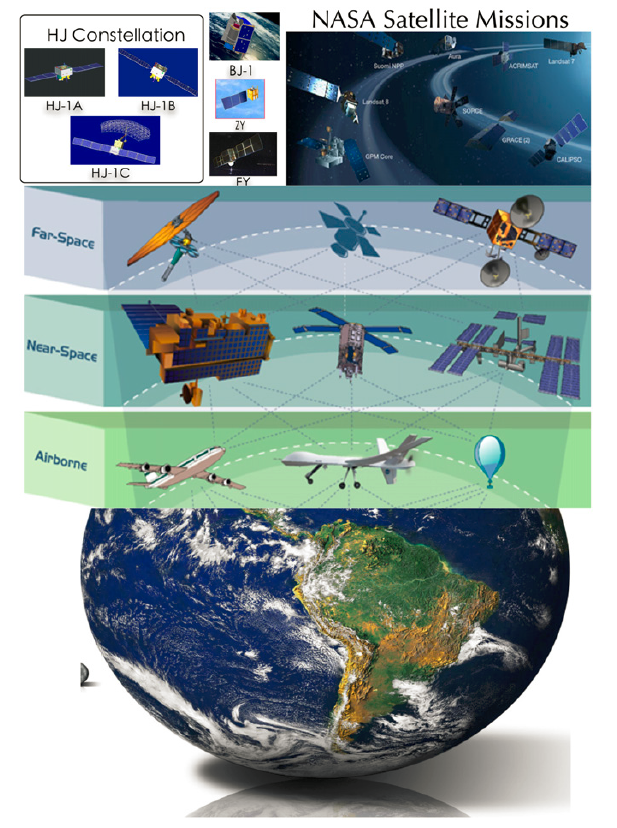 HJ Constellation
HJ-1A
HJ-1B
HJ-1C
BJ-1
ZY
FY
NASA Satellite Missions
Suomi NPP
Aura
ACRIMSAT
Landsat 7
Landsat 8
SORCE
GRACE (2)
GPM Core
CALIPSO
Far-Space
Near-Space
Airborne